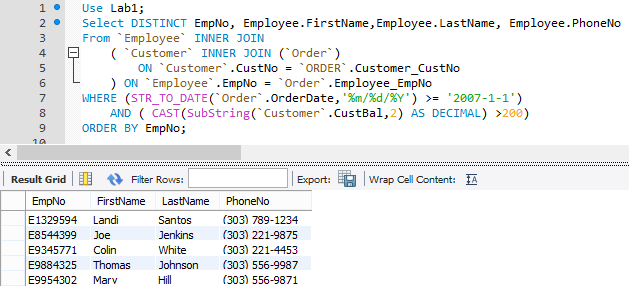 1 Use Lab1;
2 Select DISTINCT EmpNo, Employee.FirstName,Employee.LastName, Employee.PhoneNo
3 From `Employee` INNER JOIN
4 ( `Customer` INNER JOIN (`Order`)
5 ON `Customer`.CustNo = `ORDER`.Customer_CustNo
6 ) ON `Employee`.EmpNo = `Order`.Employee_EmpNo
7 WHERE (STR_TO_DATE(`Order`.OrderDate,'%m/%d/%Y') >= '2007-1-1')
8 AND ( CAST(SubString(`Customer`.CustBal,2) AS DECIMAL) >200)
9 ORDER BY EmpNo;
Result Grid Filter Rows: Export: Wrap Cell Content:
EmpNo FirstName LastName PhoneNo
E1329594 Landi Santos (303) 789-1234
E8544399 Joe Jenkins (303) 221-9875
E9345771 Colin White (303) 221-4453
E9884325 Thomas Johnson (303) 556-9987
E9954302 Mary Hill (303) 556-9871